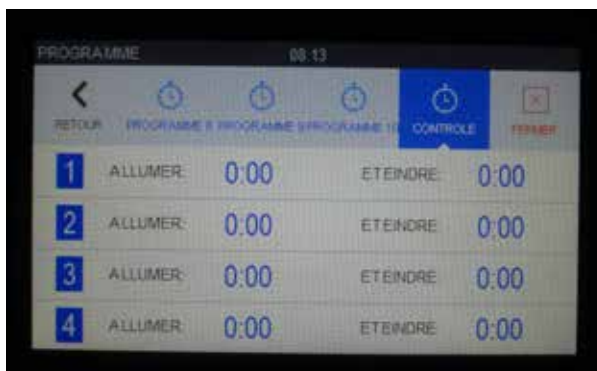 PROGRAMME 08:13
RETOUR PROGRAMME 8 PROGRAMME 9 PROGRAMME 10 CONTROLE FERMER
1 ALLUMER: 0:00 ETEINDRE: 0:00
2 ALLUMER: 0:00 ETEINDRE: 0:00
3 ALLUMER: 0:00 ETEINDRE: 0:00
4 ALLUMER: 0:00 ETEINDRE: 0:00